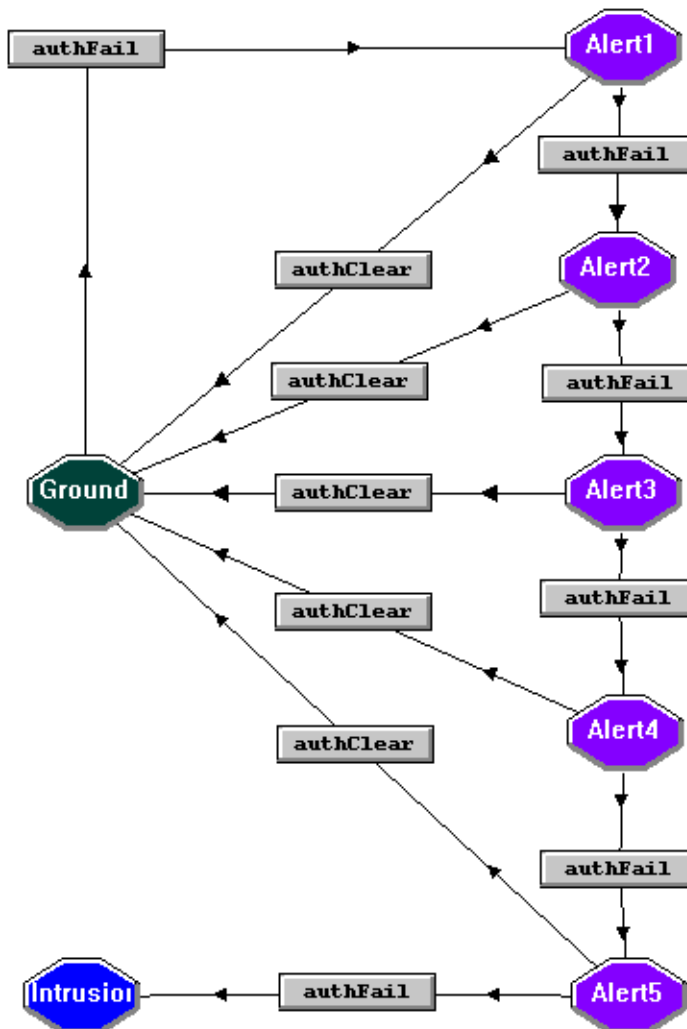 authFail
Alert1
authFail
authClear
Alert2
authClear
authFail
Ground
authClear
Alert3
authFail
authClear
Alert4
authClear
authFail
Intrusion
authFail
Alert5